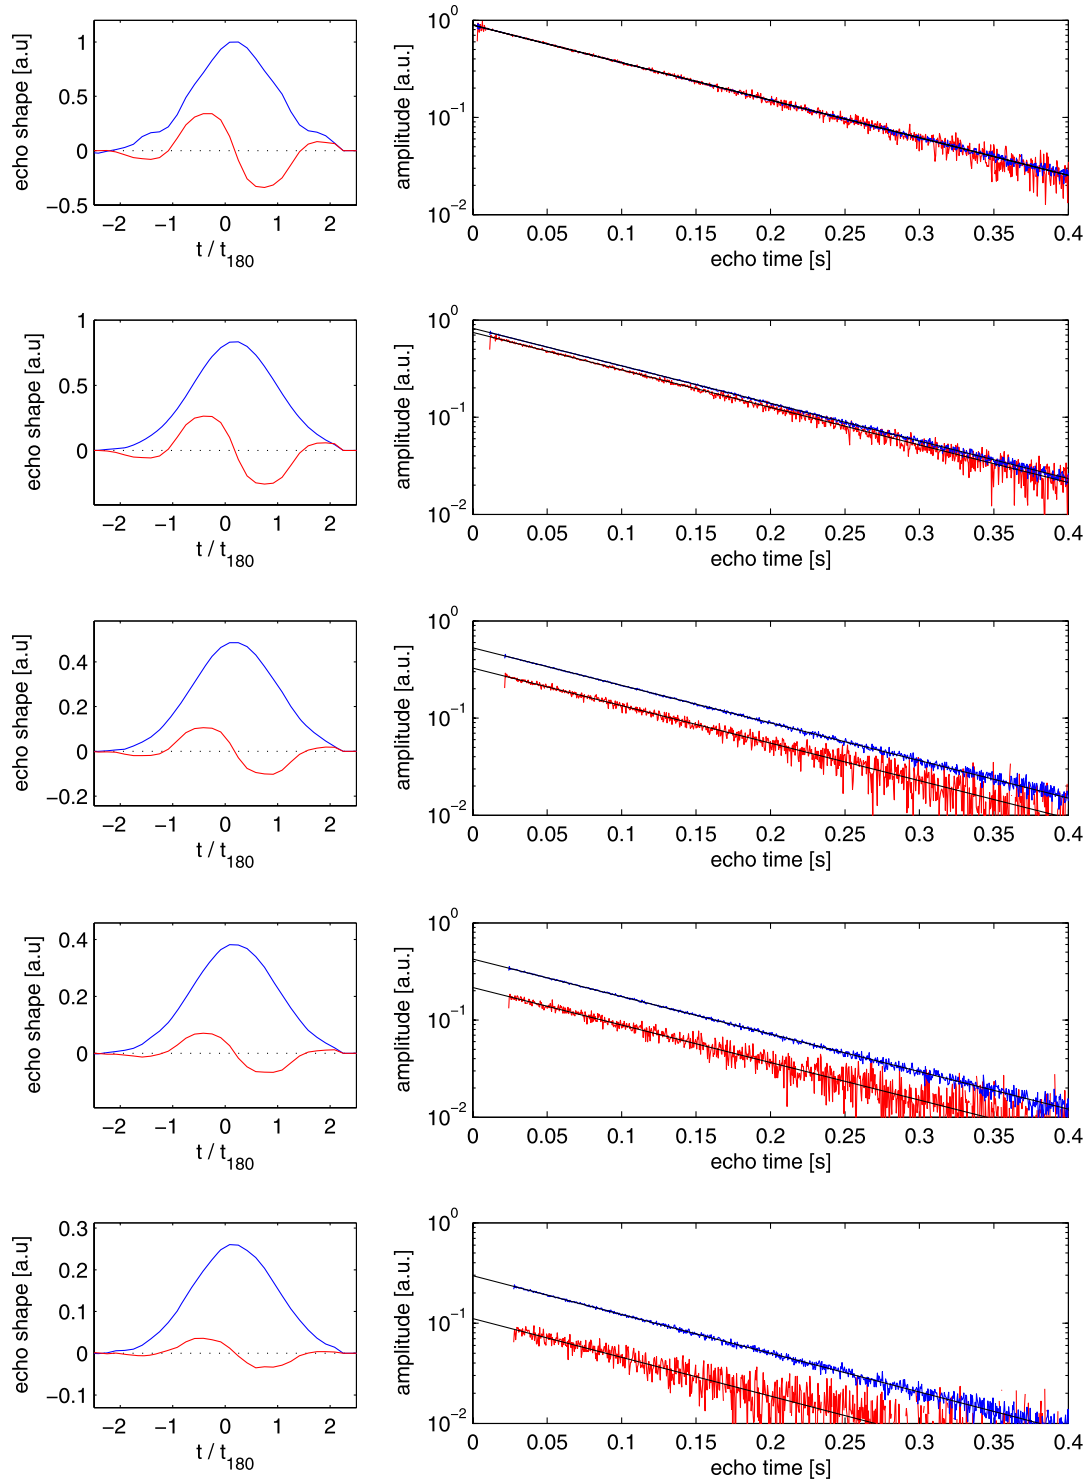 echo shape [a.u]
1
0.5
0
−0.5
−2 −1 0 1 2
t / t180
amplitude [a.u.]
10^0
10^−1
10^−2
0 0.05 0.1 0.15 0.2 0.25 0.3 0.35 0.4
echo time [s]
echo shape [a.u]
1
0.5
0
−2 −1 0 1 2
t / t180
amplitude [a.u.]
10^0
10^−1
10^−2
0 0.05 0.1 0.15 0.2 0.25 0.3 0.35 0.4
echo time [s]
echo shape [a.u]
0.4
0.2
0
−0.2
−2 −1 0 1 2
t / t180
amplitude [a.u.]
10^0
10^−1
10^−2
0 0.05 0.1 0.15 0.2 0.25 0.3 0.35 0.4
echo time [s]
echo shape [a.u]
0.4
0.2
0
−2 −1 0 1 2
t / t180
amplitude [a.u.]
10^0
10^−1
10^−2
0 0.05 0.1 0.15 0.2 0.25 0.3 0.35 0.4
echo time [s]
echo shape [a.u]
0.3
0.2
0.1
0
−0.1
−2 −1 0 1 2
t / t180
amplitude [a.u.]
10^0
10^−1
10^−2
0 0.05 0.1 0.15 0.2 0.25 0.3 0.35 0.4
echo time [s]